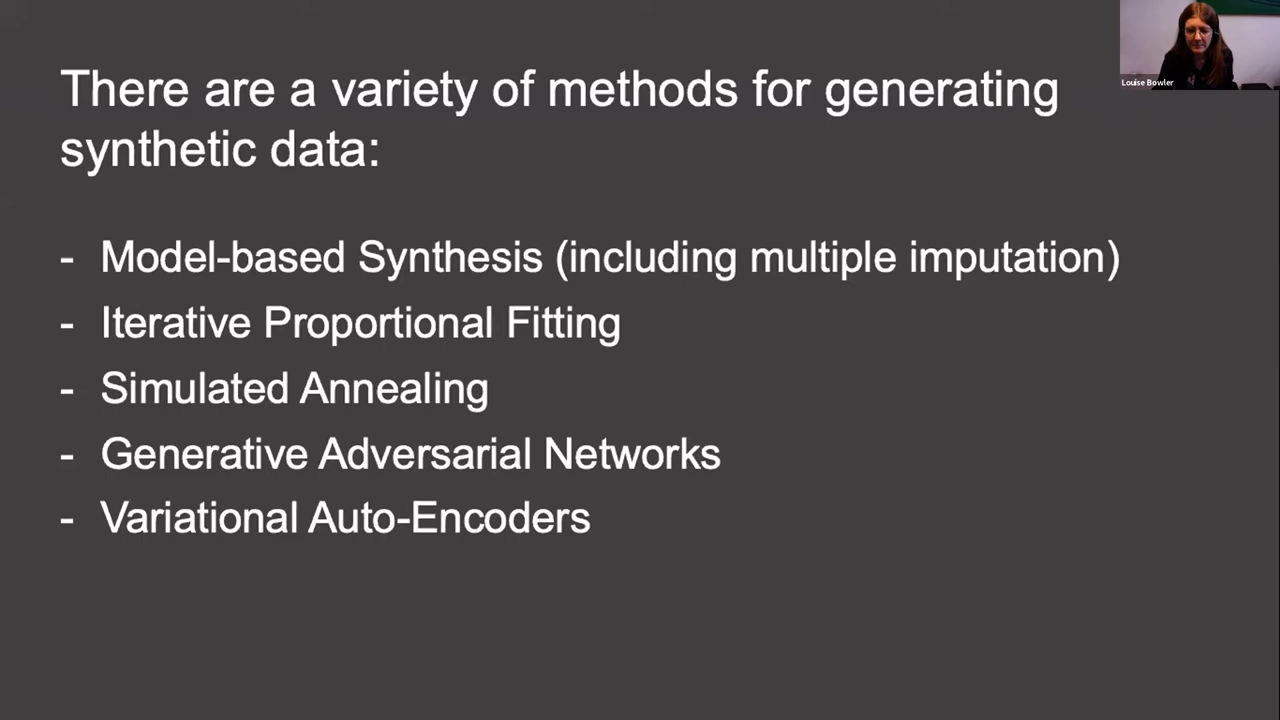 There are a variety of methods for generating
synthetic data:
- Model-based Synthesis (including multiple imputation)
- Iterative Proportional Fitting
- Simulated Annealing
- Generative Adversarial Networks
- Variational Auto-Encoders
Louise Bowler